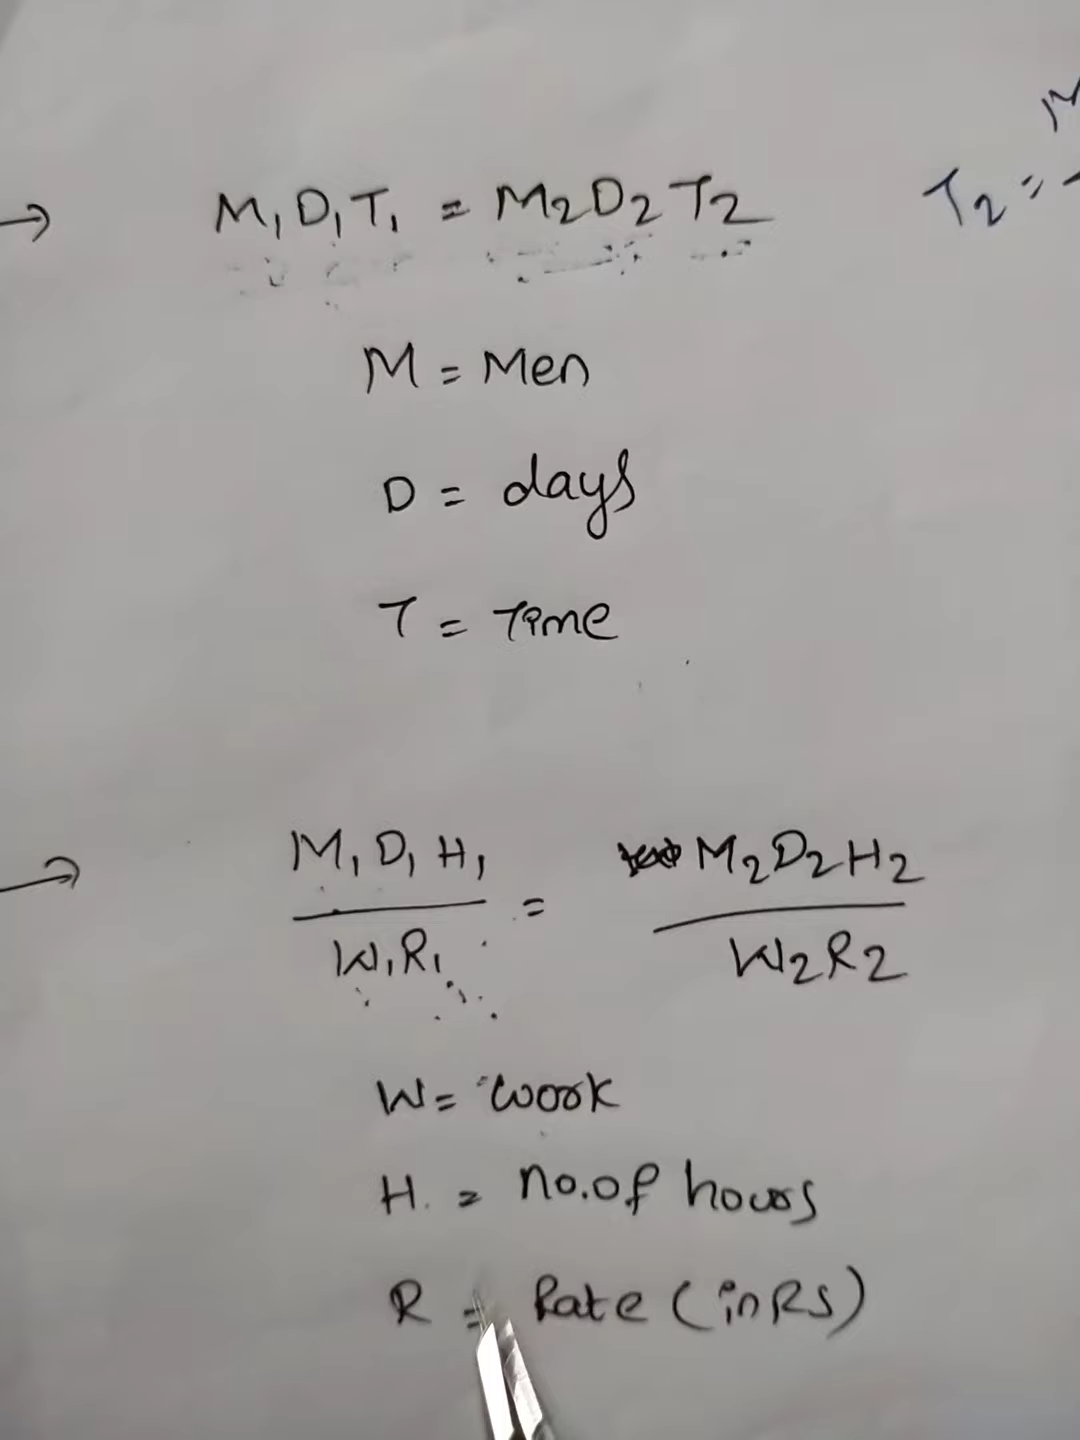 M
→ M₁D₁T₁ = M₂D₂T₂ T₂ =
M = Men
D = days
T = Time
→ M₁D₁H₁ / W₁R₁ = M₂D₂H₂ / W₂R₂
W = Work
H. = no.of hours
R = Rate (in RS)